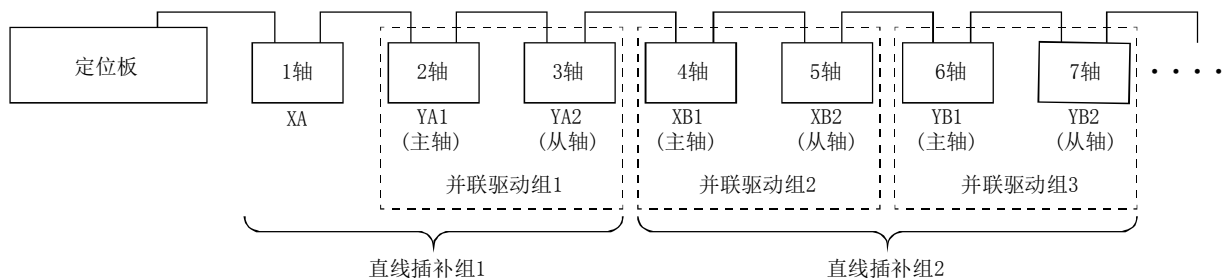 定位板
1轴
2轴
3轴
4轴
5轴
6轴
7轴
XA
YA1
YA2
XB1
XB2
YB1
YB2
(主轴)
(从轴)
(主轴)
(从轴)
(主轴)
(从轴)
并联驱动组1
并联驱动组2
并联驱动组3
直线插补组1
直线插补组2